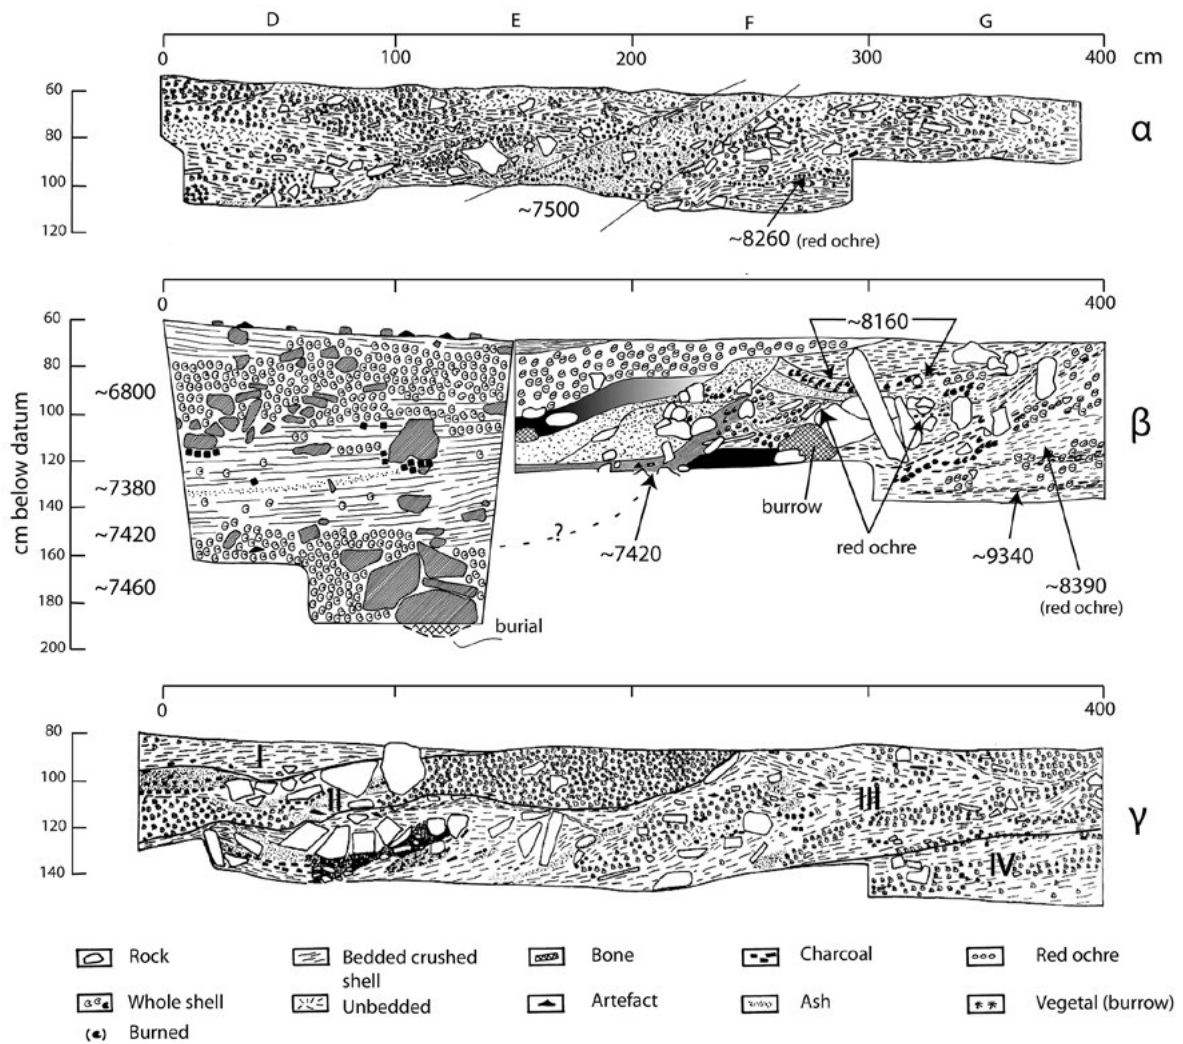 D E F G
0 100 200 300 400 cm
60
80
100
120
α
~7500
~8260 (red ochre)
0 400
cm below datum
60
80
100
120
140
160
180
200
~6800
~7380
~7420
~7460
~8160
β
?
~7420
burrow
red ochre
~9340
~8390
(red ochre)
burial
0 400
80
100
120
140
I
II
III
IV
γ
Rock
Bedded crushed
shell
Bone
Charcoal
Red ochre
Whole shell
Unbedded
Artefact
Ash
Vegetal (burrow)
Burned